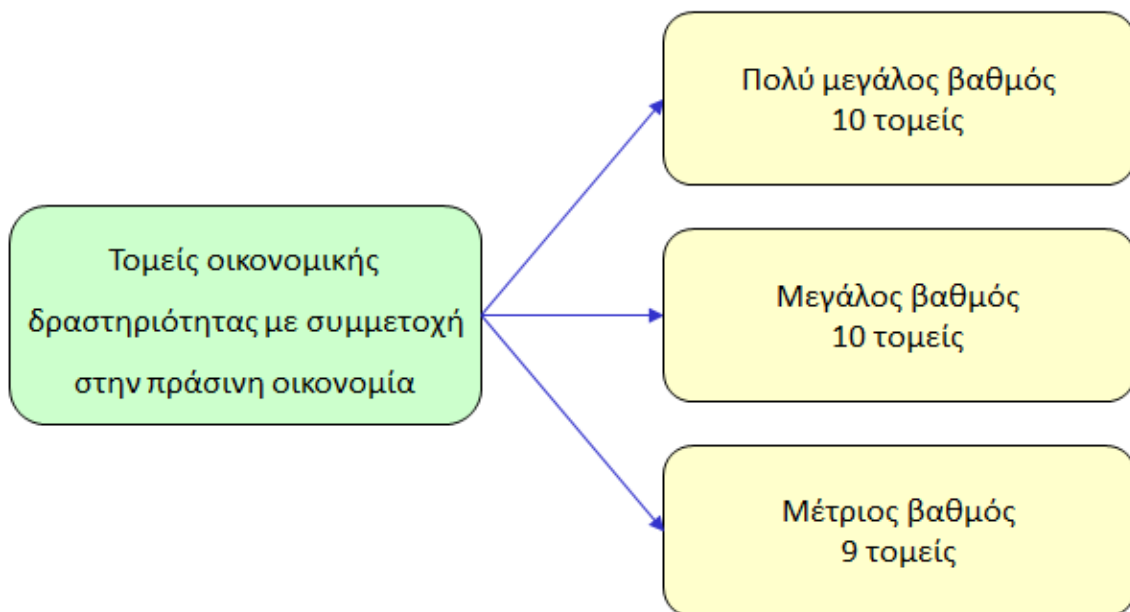 Πολύ μεγάλος βαθμός
10 τομείς
Τομείς οικονομικής
δραστηριότητας με συμμετοχή
στην πράσινη οικονομία
Μεγάλος βαθμός
10 τομείς
Μέτριος βαθμός
9 τομείς